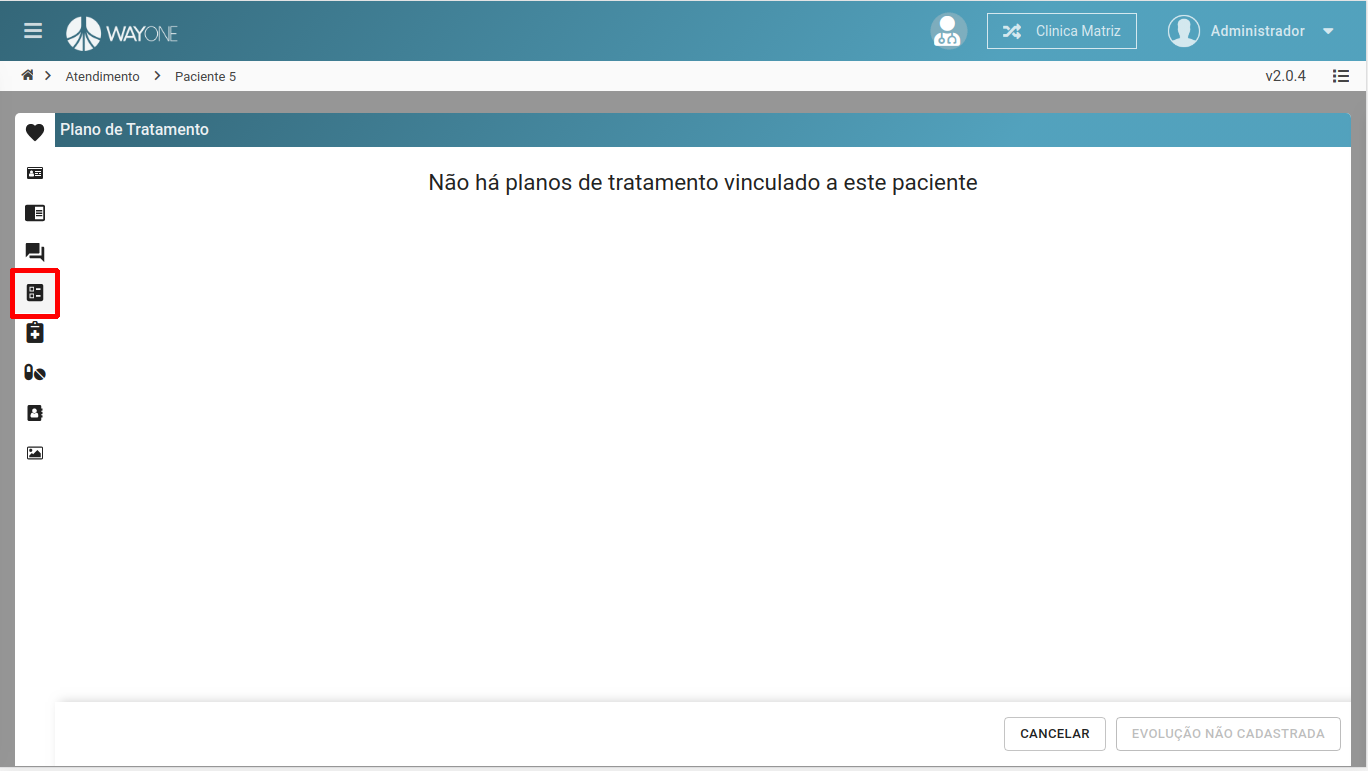 WAYONE
Clinica Matriz
Administrador
Atendimento
Paciente 5
v2.0.4
Plano de Tratamento
Não há planos de tratamento vinculado a este paciente
CANCELAR
EVOLUÇÃO NÃO CADASTRADA